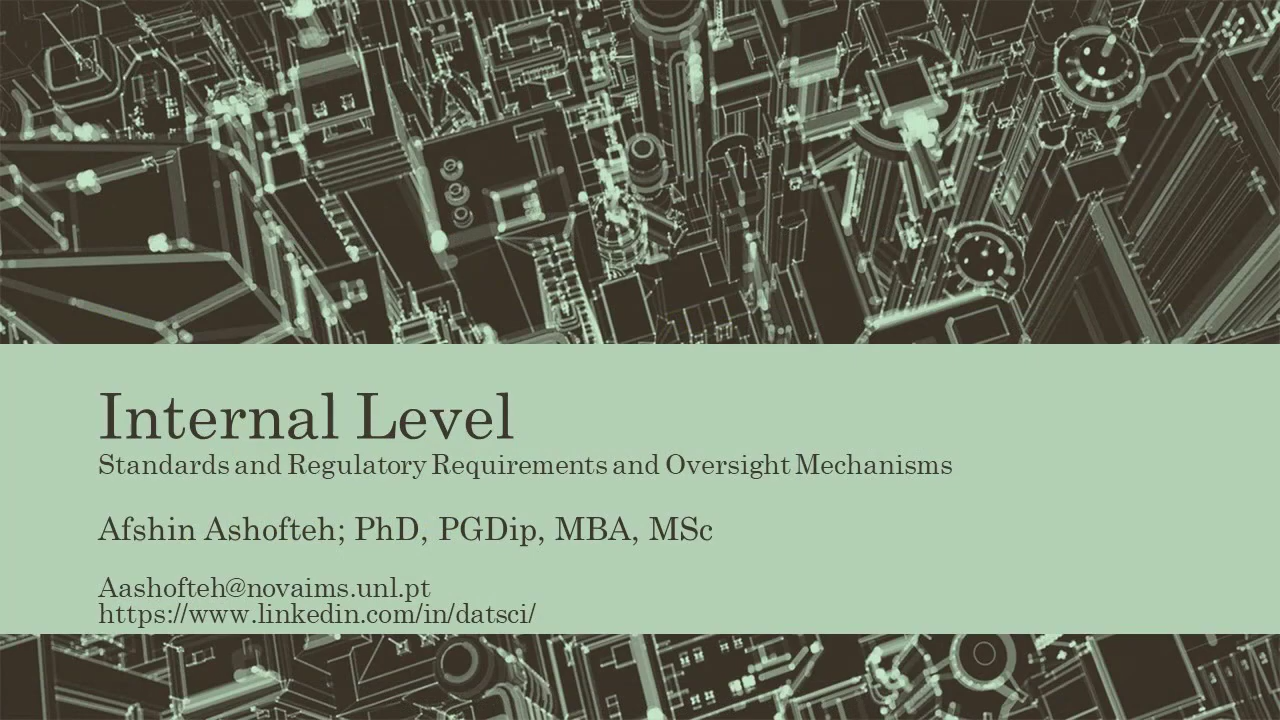 Internal Level
Standards and Regulatory Requirements and Oversight Mechanisms
Afshin Ashofteh; PhD, PGDip, MBA, MSc
Aashofteh@novaims.unl.pt
https://www.linkedin.com/in/datsci/